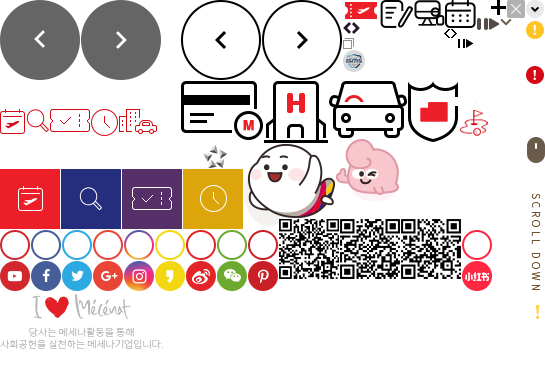 ISMS
M
H
SCROLL DOWN
G+
小红书
I ♥ Mécénat
당사는 메세나활동을 통해
사회공헌을 실천하는 메세나기업입니다.